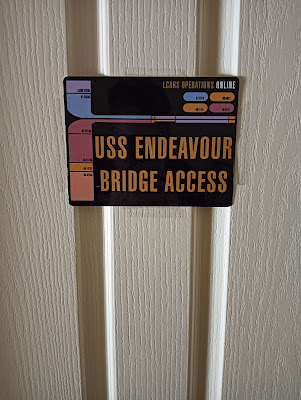 LCARS OPERATIONS ONLINE
USS ENDEAVOUR
BRIDGE ACCESS